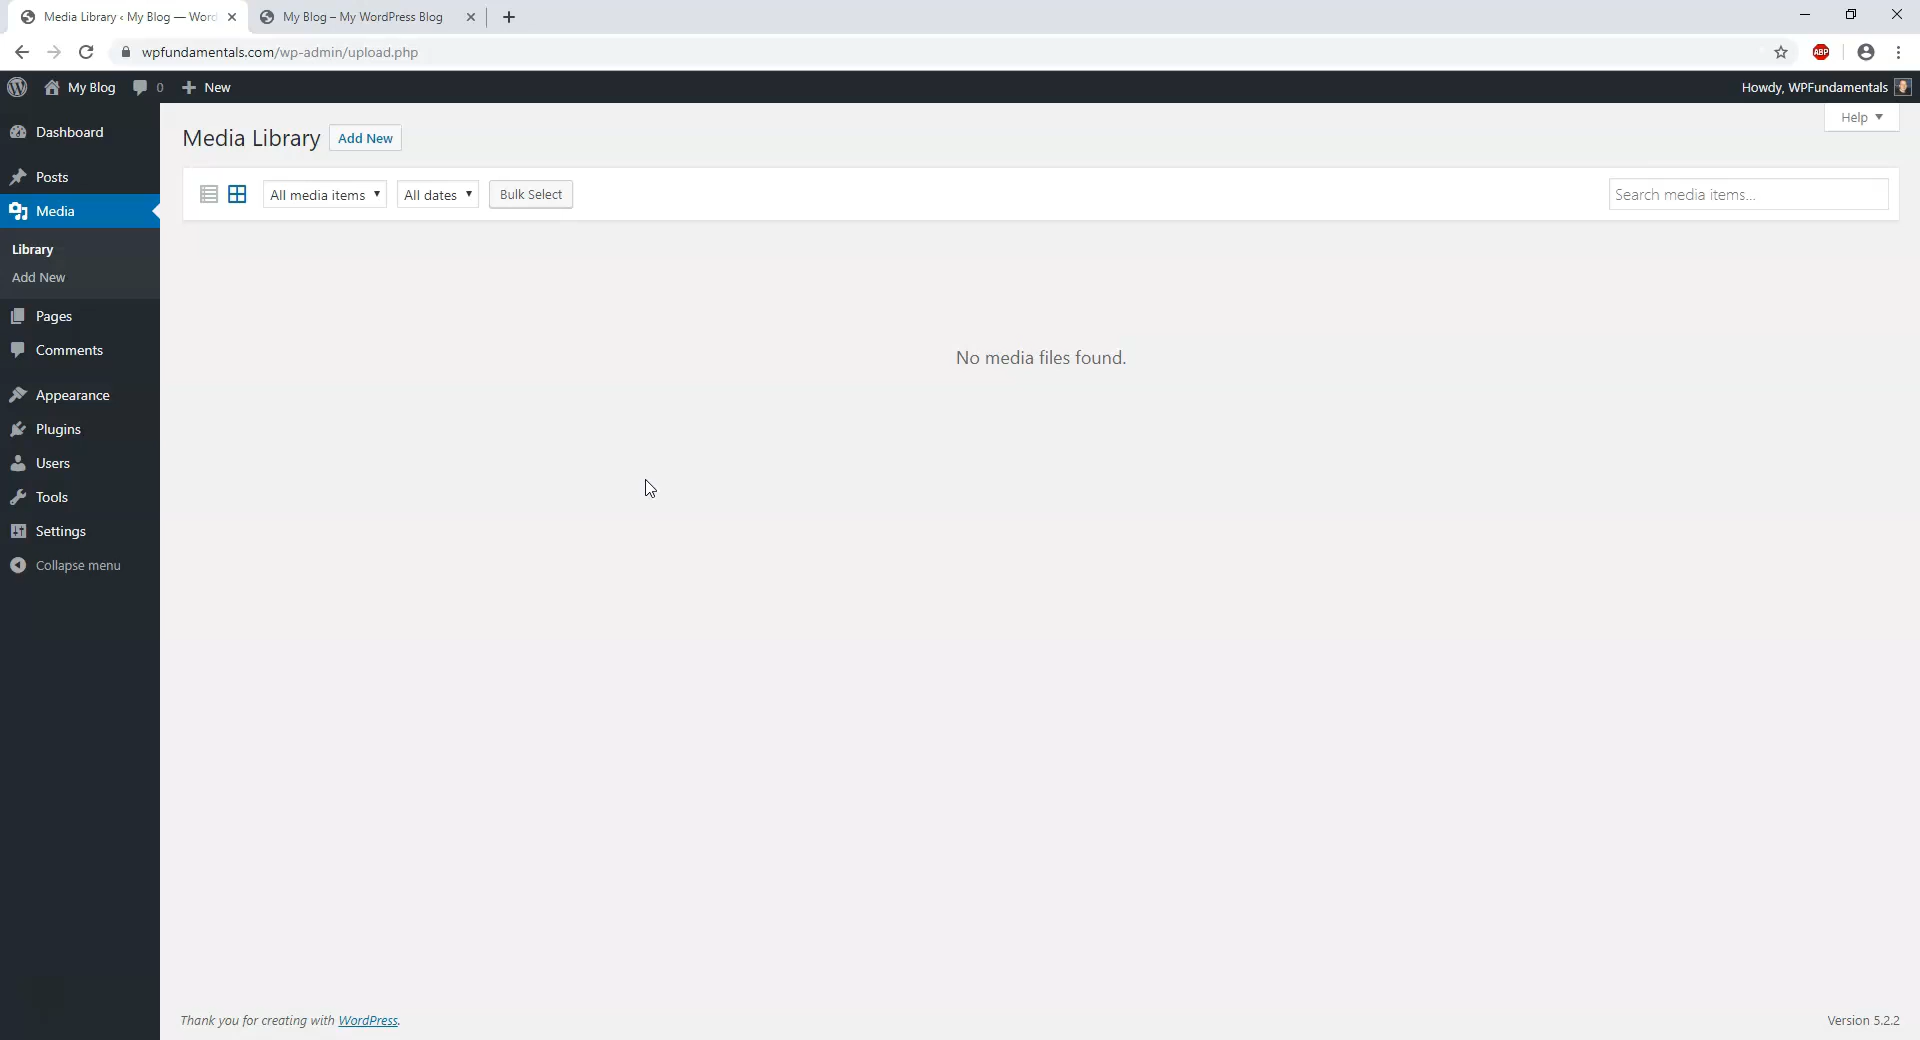 Media Library ‹ My Blog — Word
My Blog – My WordPress Blog
wpfundamentals.com/wp-admin/upload.php
ABP
My Blog
0
New
Howdy, WPFundamentals
Dashboard
Posts
Media
Library
Add New
Pages
Comments
Appearance
Plugins
Users
Tools
Settings
Collapse menu
Media Library
Add New
Help
All media items
All dates
Bulk Select
Search media items...
No media files found.
Thank you for creating with WordPress.
Version 5.2.2